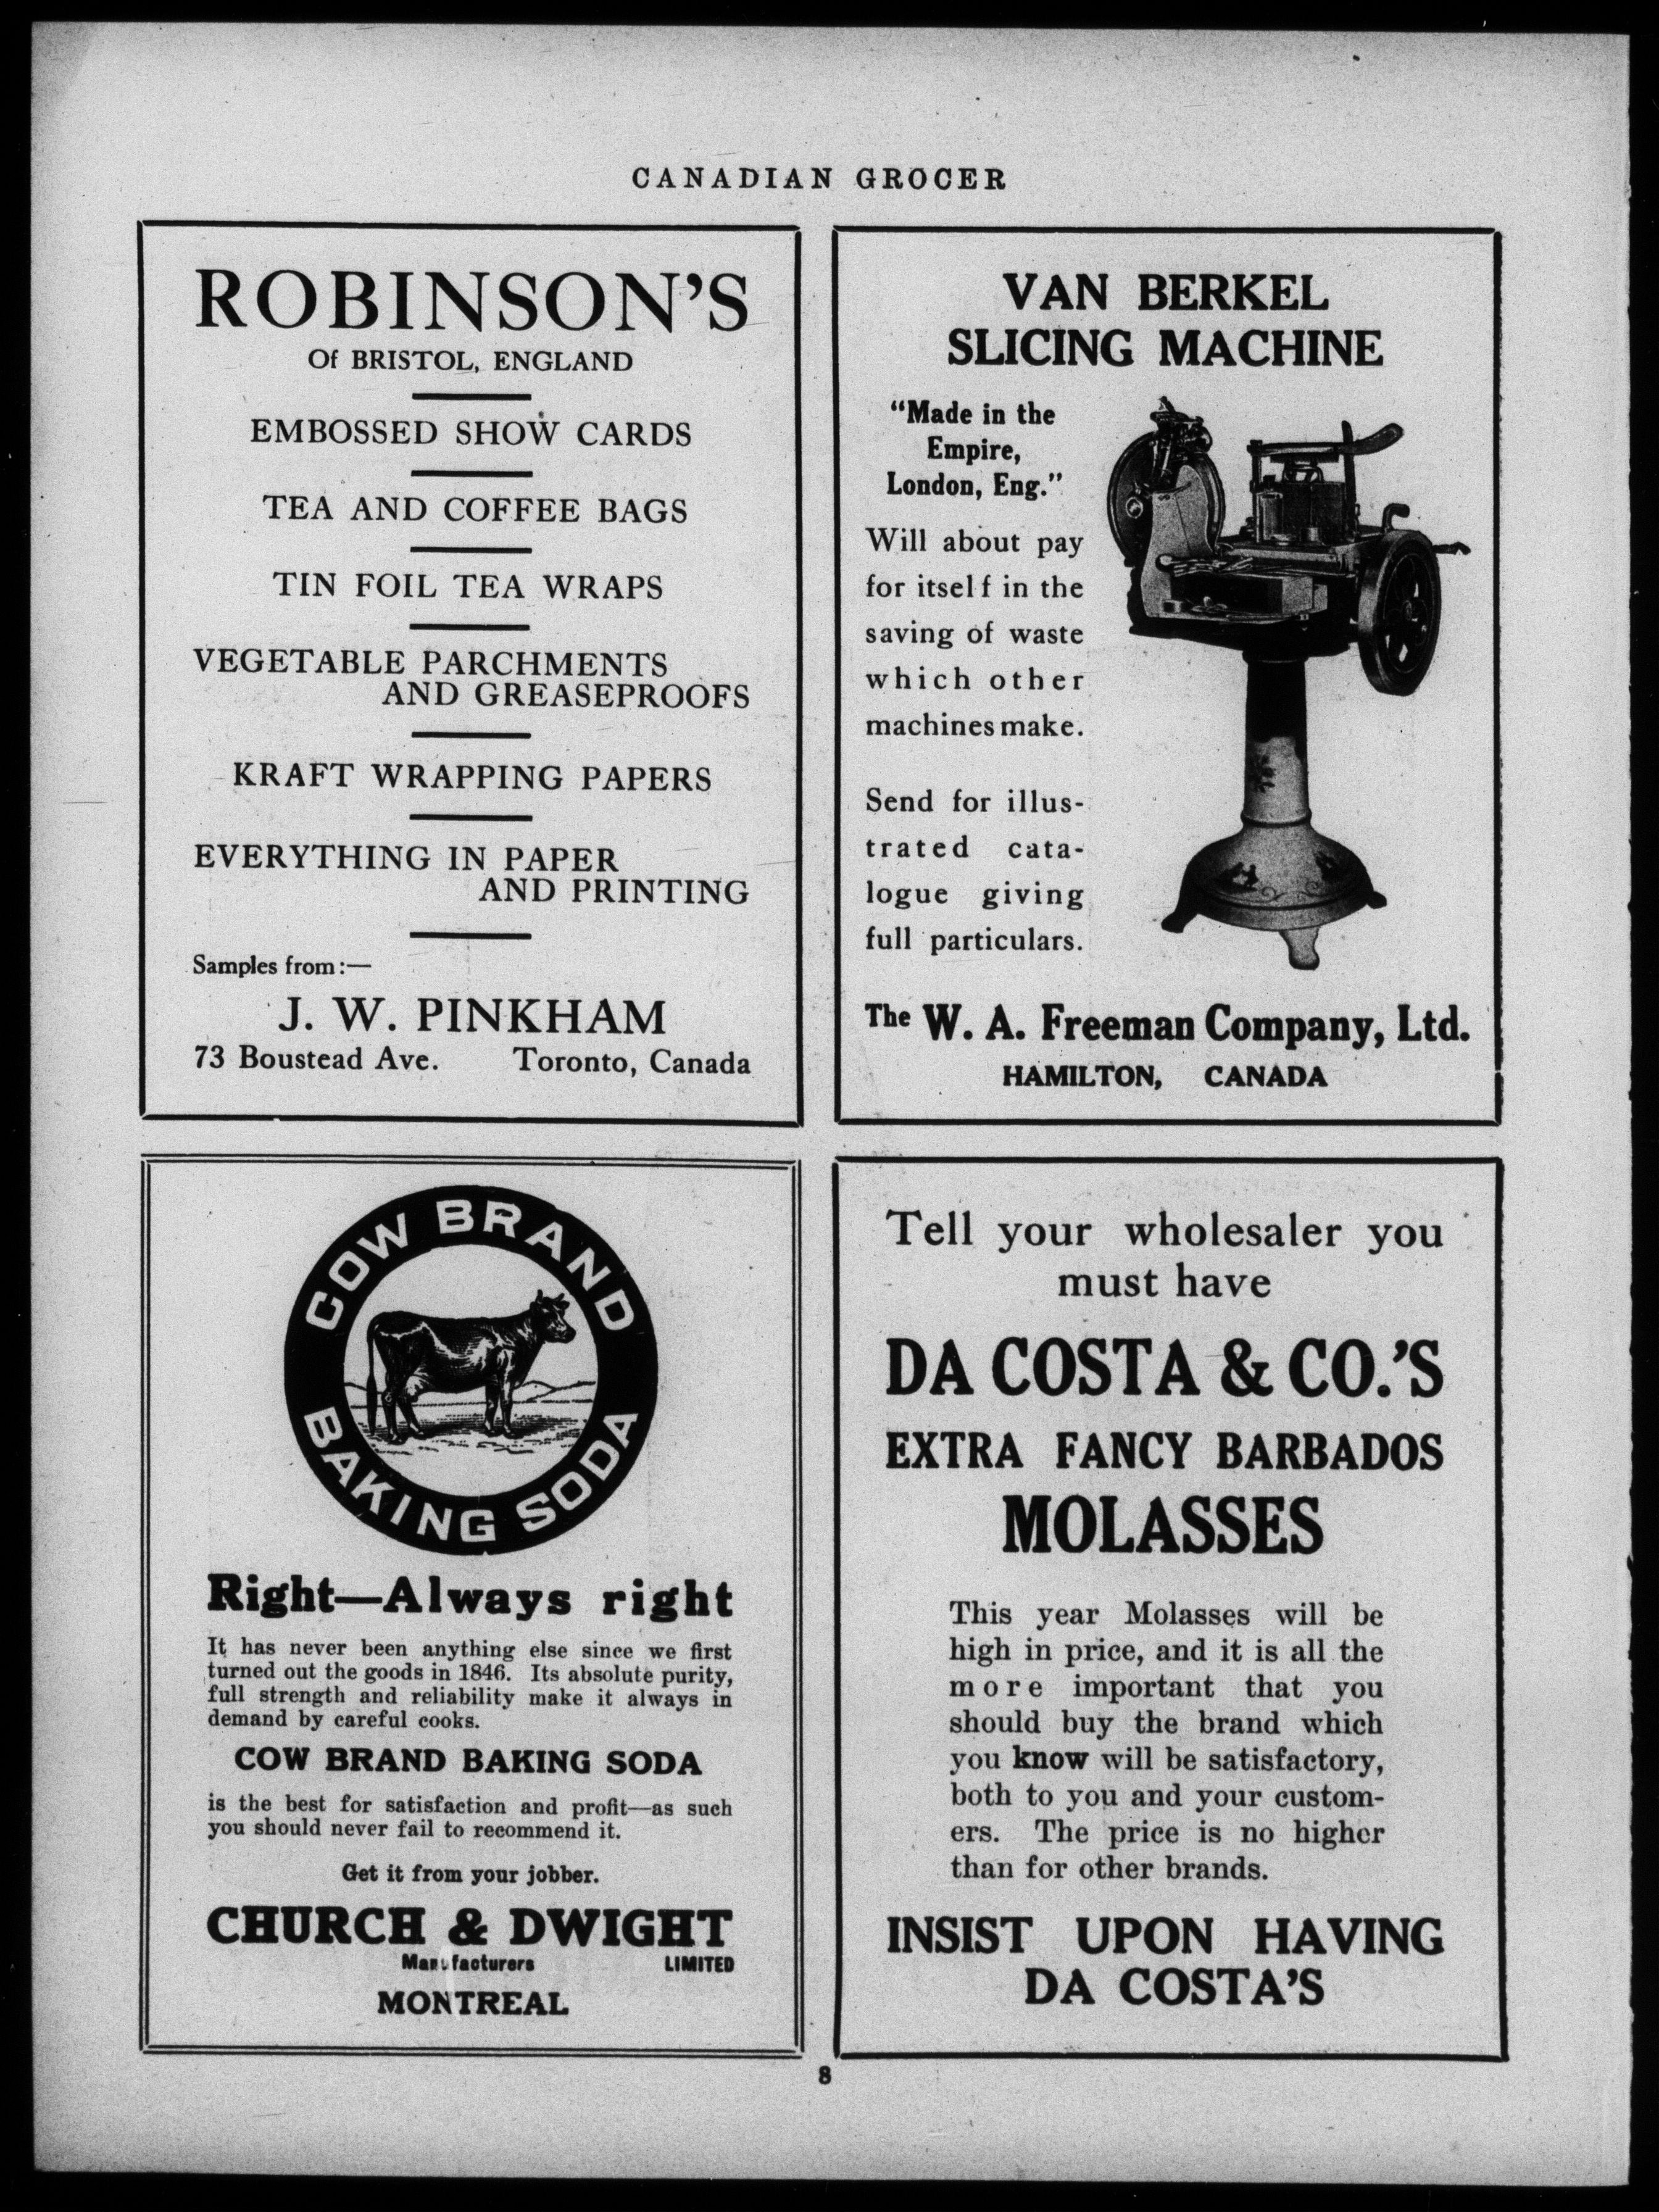 CANADIAN GROCER
ROBINSON'S
Of BRISTOL, ENGLAND
EMBOSSED SHOW CARDS
TEA AND COFFEE BAGS
TIN FOIL TEA WRAPS
VEGETABLE PARCHMENTS
AND GREASEPROOFS
KRAFT WRAPPING PAPERS
EVERYTHING IN PAPER
AND PRINTING
Samples from:—
J. W. PINKHAM
73 Boustead Ave. Toronto, Canada
VAN BERKEL
SLICING MACHINE
"Made in the
Empire,
London, Eng."
Will about pay
for itself in the
saving of waste
which other
machines make.
Send for illus-
trated cata-
logue giving
full particulars.
The W. A. Freeman Company, Ltd.
HAMILTON, CANADA
COW BRAND
BAKING SODA
Right—Always right
It has never been anything else since we first
turned out the goods in 1846. Its absolute purity,
full strength and reliability make it always in
demand by careful cooks.
COW BRAND BAKING SODA
is the best for satisfaction and profit—as such
you should never fail to recommend it.
Get it from your jobber.
CHURCH & DWIGHT
Manufacturers LIMITED
MONTREAL
Tell your wholesaler you
must have
DA COSTA & CO.'S
EXTRA FANCY BARBADOS
MOLASSES
This year Molasses will be
high in price, and it is all the
more important that you
should buy the brand which
you know will be satisfactory,
both to you and your custom-
ers. The price is no higher
than for other brands.
INSIST UPON HAVING
DA COSTA'S
8